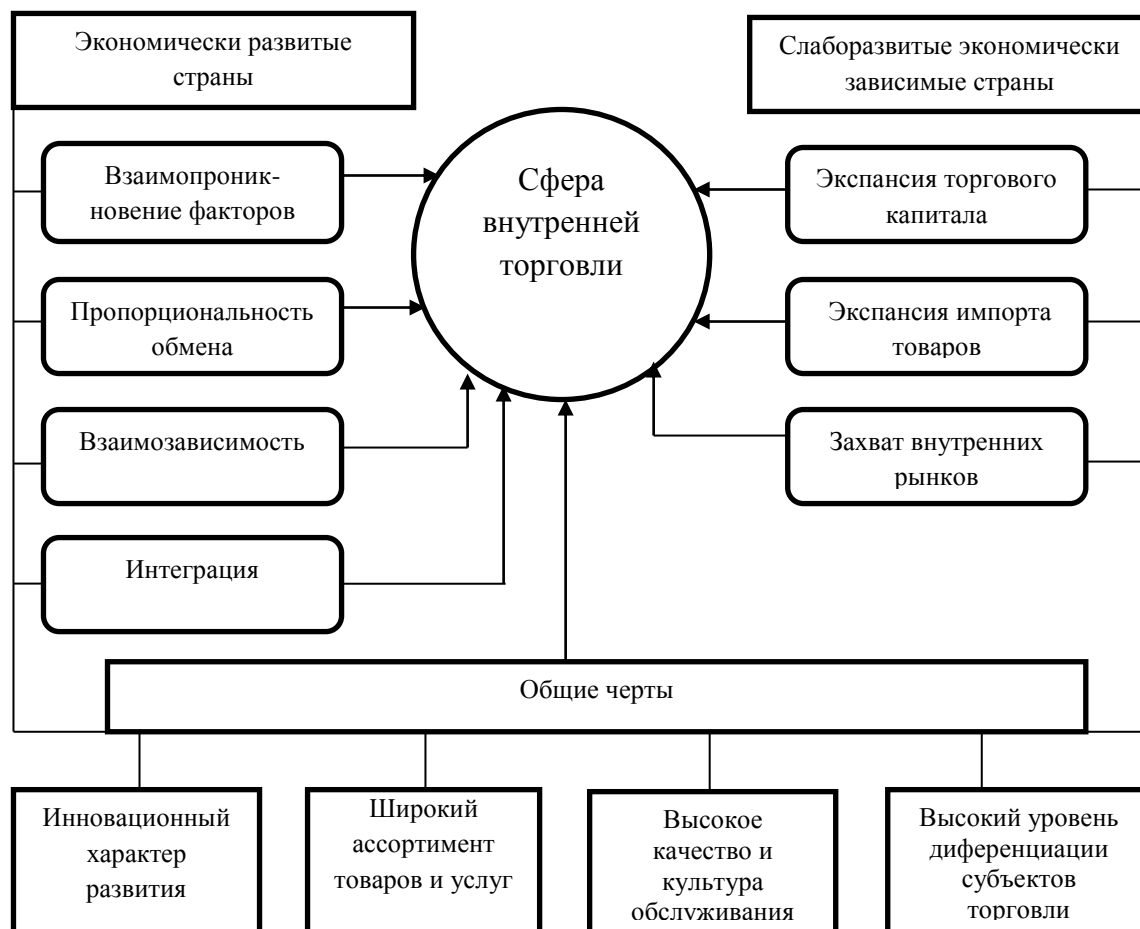 Экономически развитые
страны
Слаборазвитые экономически
зависимые страны
Взаимопроник-
новение факторов
Сфера
внутренней
торговли
Экспансия торгового
капитала
Пропорциональность
обмена
Экспансия импорта
товаров
Взаимозависимость
Захват внутренних
рынков
Интеграция
Общие черты
Инновационный
характер
развития
Широкий
ассортимент
товаров и услуг
Высокое
качество и
культура
обслуживания
Высокий уровень
диференциации
субъектов
торговли